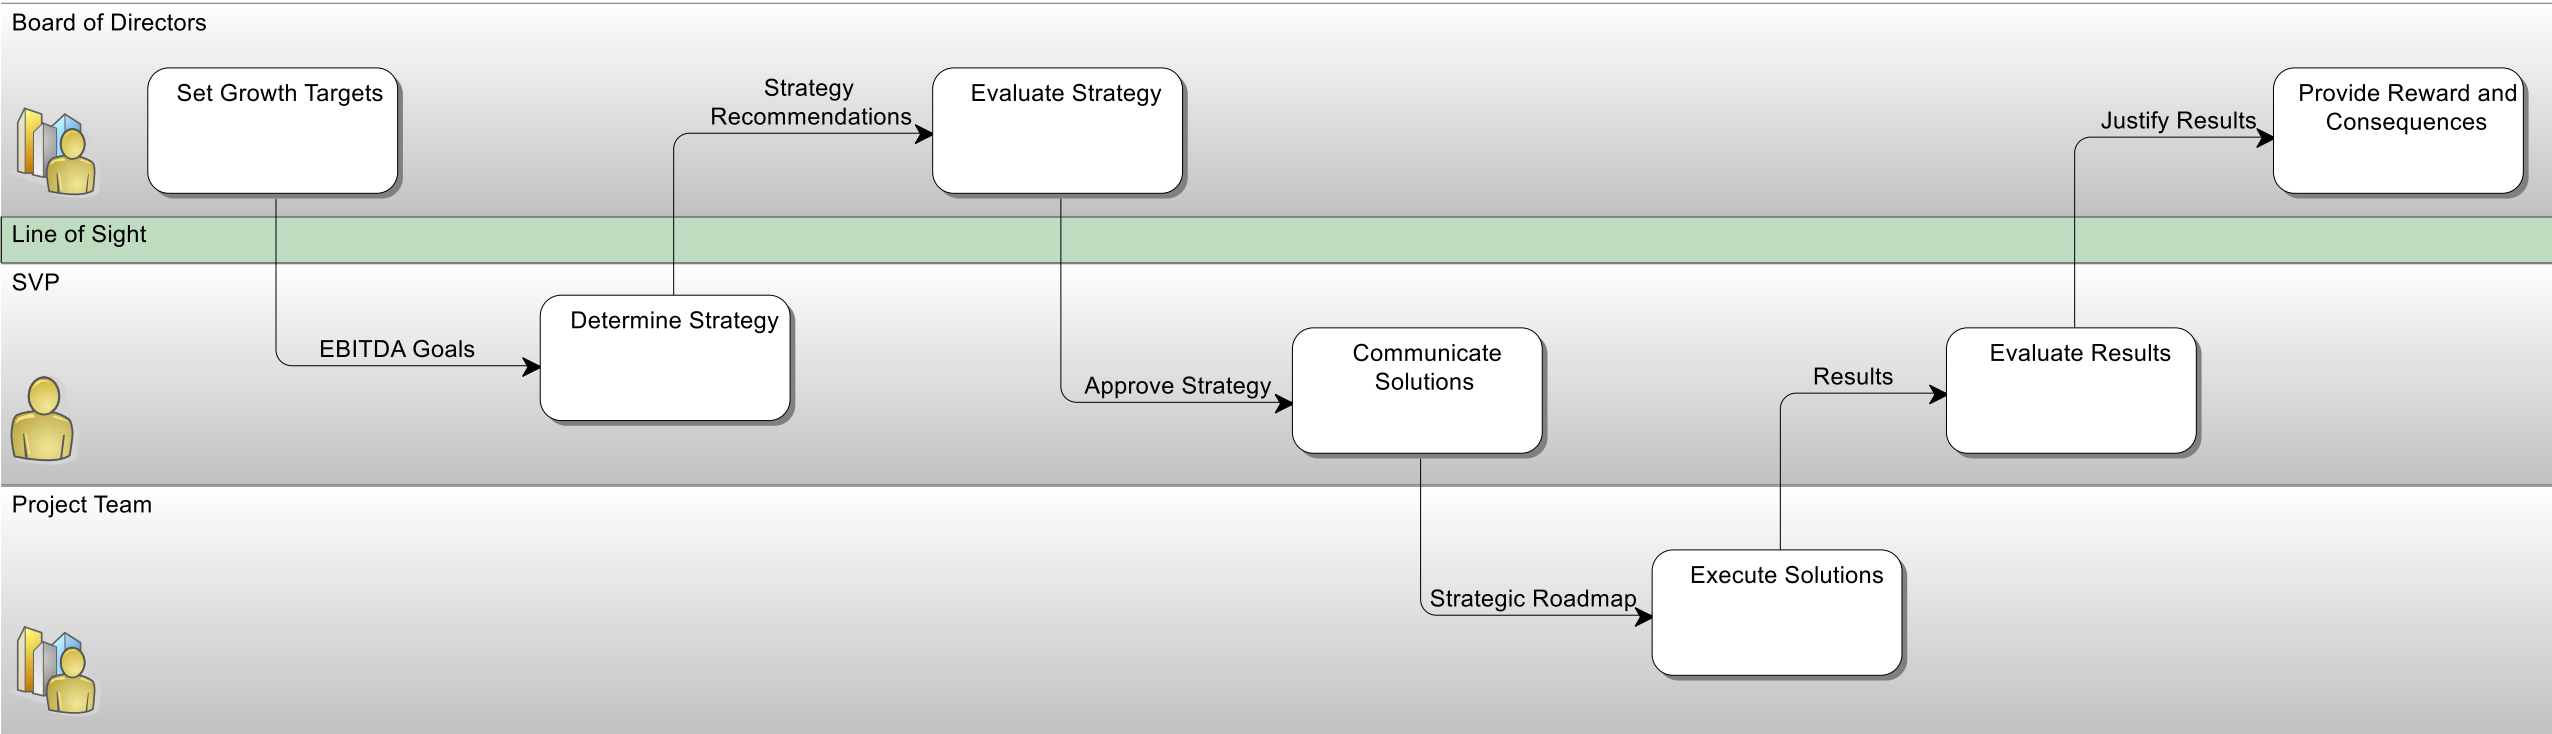 Board of Directors
Set Growth Targets
Strategy
Recommendations
Evaluate Strategy
Justify Results
Provide Reward and
Consequences
Line of Sight
SVP
EBITDA Goals
Determine Strategy
Approve Strategy
Communicate
Solutions
Results
Evaluate Results
Project Team
Strategic Roadmap
Execute Solutions